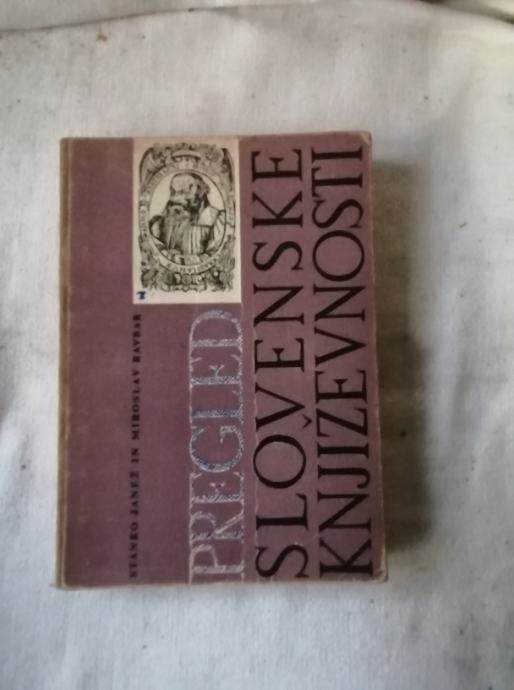 STANKO JANEŽ IN MIROSLAV RAVBAR
PREGLED
SLOVENSKE
KNJIŽEVNOSTI